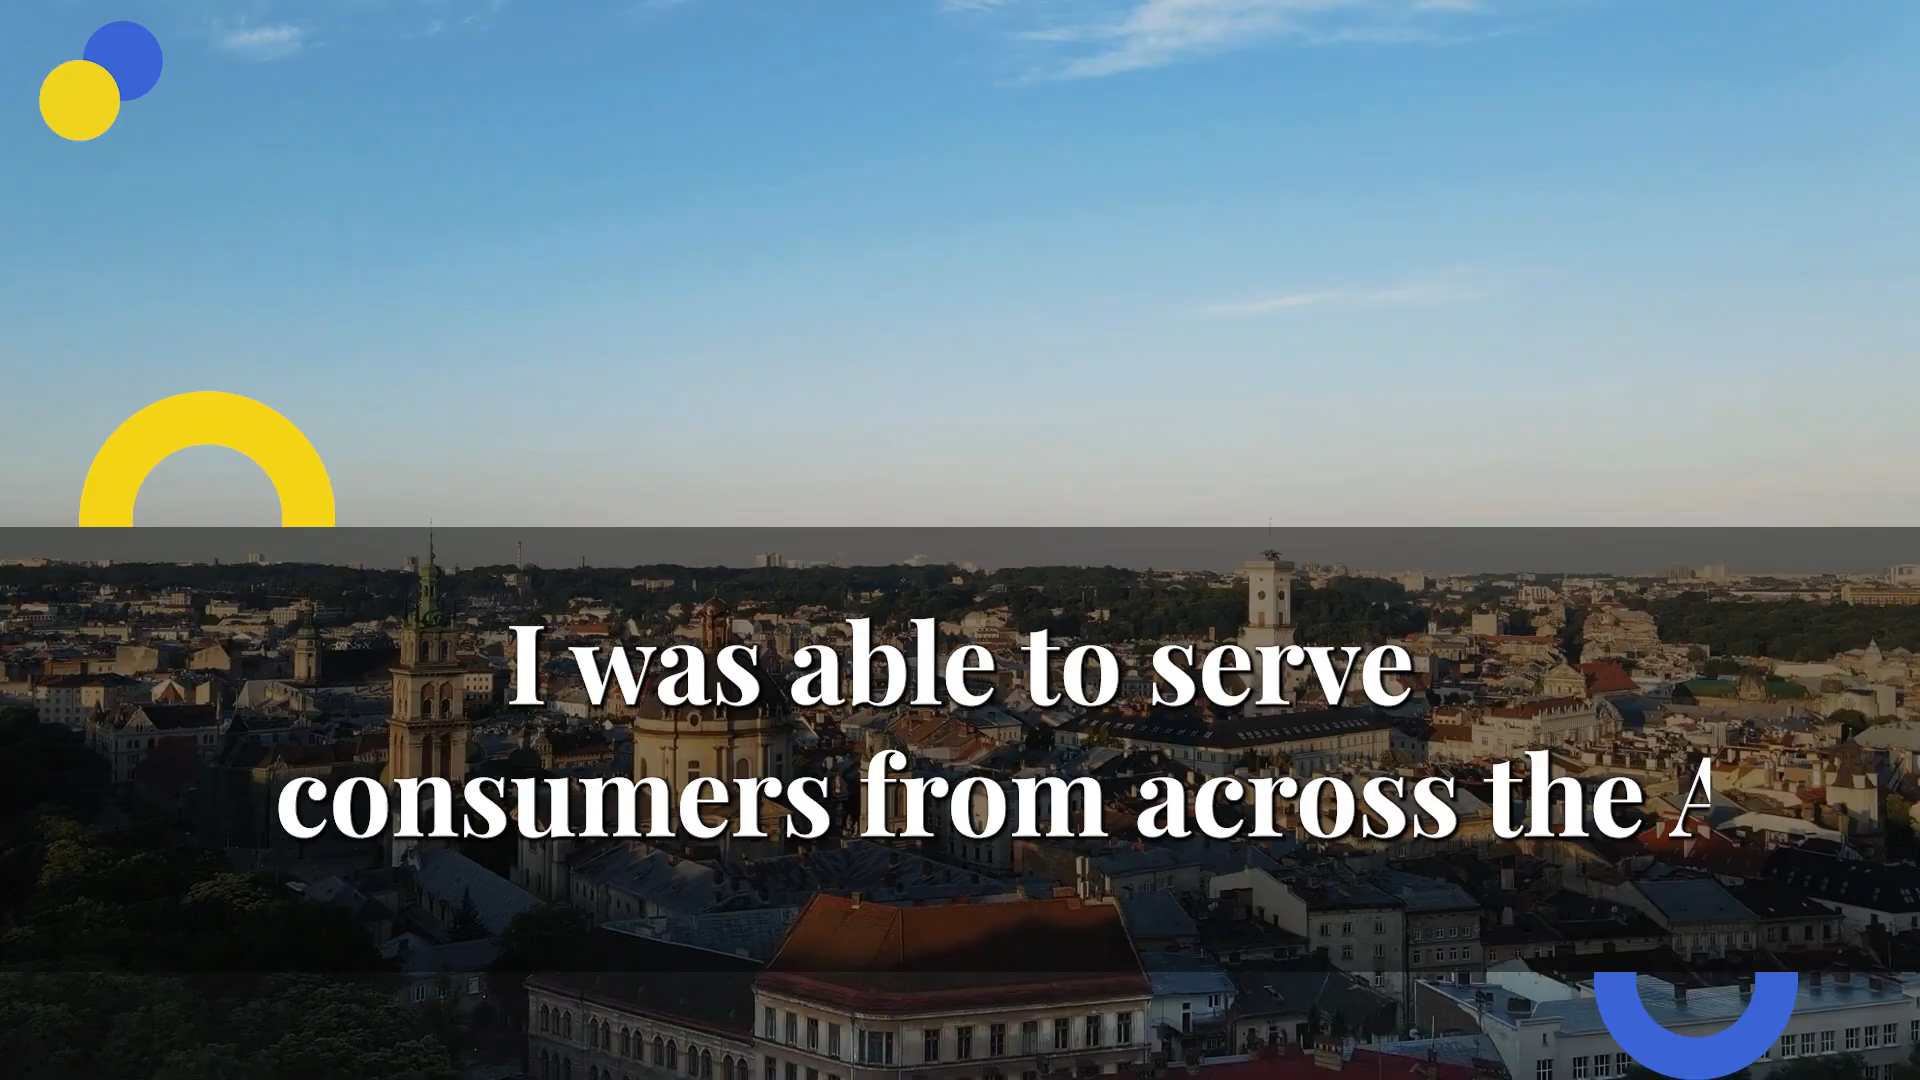 I was able to serve
consumers from across the